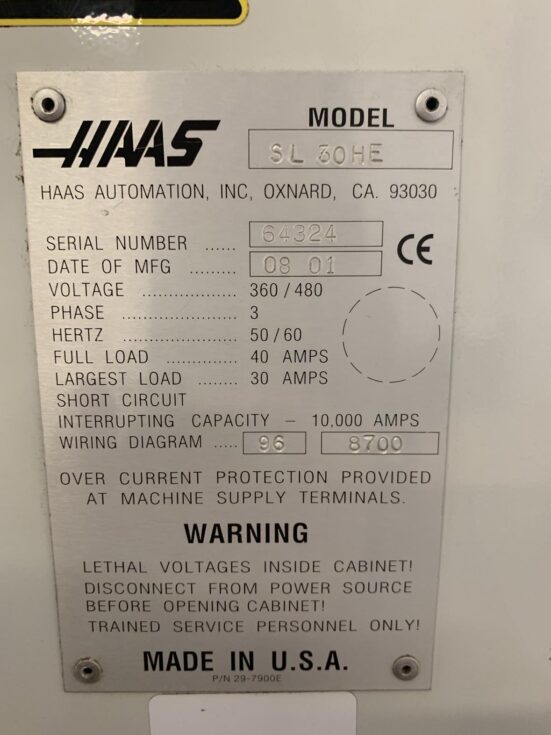 HAAS
MODEL SL 30HE
HAAS AUTOMATION, INC, OXNARD, CA. 93030
SERIAL NUMBER ...... 64324
DATE OF MFG ......... 08 01
CE
VOLTAGE ................ 360/480
PHASE .................... 3
HERTZ .................... 50/60
FULL LOAD ............. 40 AMPS
LARGEST LOAD ........ 30 AMPS
SHORT CIRCUIT
INTERRUPTING CAPACITY – 10,000 AMPS
WIRING DIAGRAM ..... 96 8700
OVER CURRENT PROTECTION PROVIDED
AT MACHINE SUPPLY TERMINALS.
WARNING
LETHAL VOLTAGES INSIDE CABINET!
DISCONNECT FROM POWER SOURCE
BEFORE OPENING CABINET!
TRAINED SERVICE PERSONNEL ONLY!
MADE IN U.S.A.
P/N 29-7900E